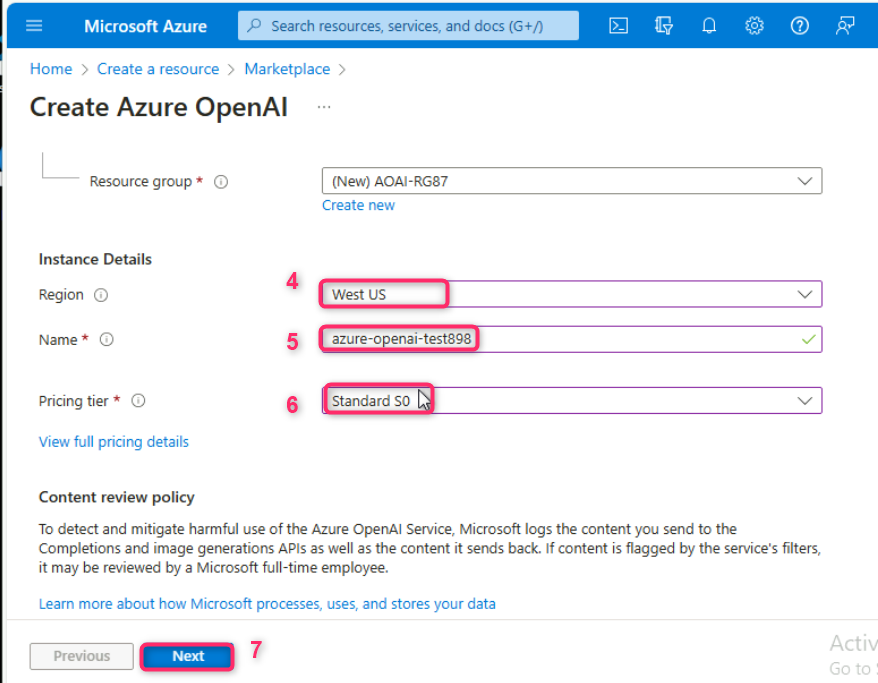 Microsoft Azure
Search resources, services, and docs (G+/)
Home > Create a resource > Marketplace >
Create Azure OpenAI ...
Resource group *
(New) AOAI-RG87
Create new
Instance Details
4
Region
West US
5
Name *
azure-openai-test898
6
Pricing tier *
Standard S0
View full pricing details
Content review policy
To detect and mitigate harmful use of the Azure OpenAI Service, Microsoft logs the content you send to the
Completions and image generations APIs as well as the content it sends back. If content is flagged by the service's filters,
it may be reviewed by a Microsoft full-time employee.
Learn more about how Microsoft processes, uses, and stores your data
Previous
Next
7
Activ
Go to